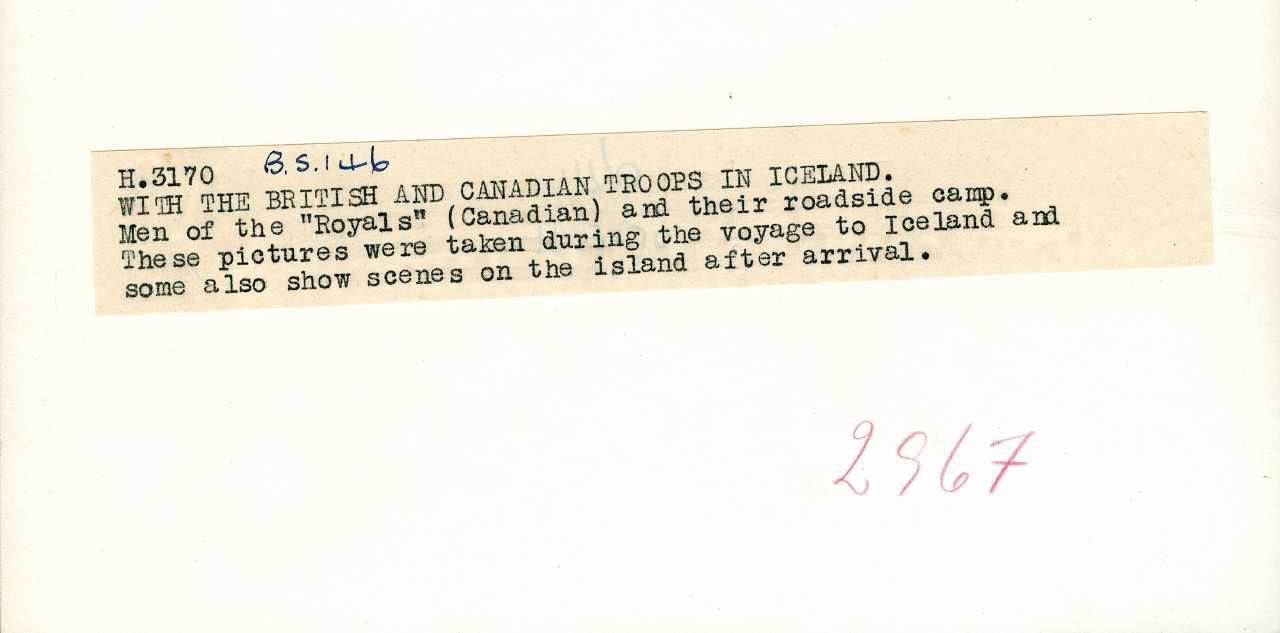 H.3170 B.S.146
WITH THE BRITISH AND CANADIAN TROOPS IN ICELAND.
Men of the "Royals" (Canadian) and their roadside camp.
These pictures were taken during the voyage to Iceland and
some also show scenes on the island after arrival.
2967